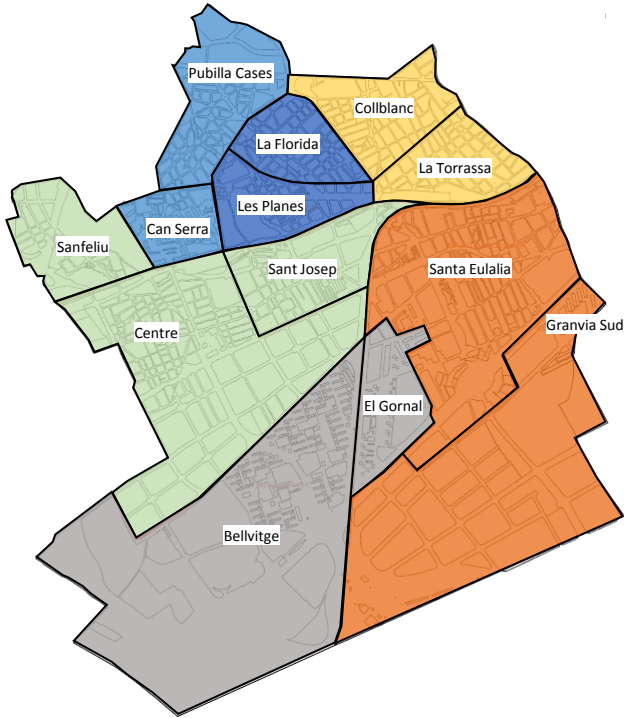 Pubilla Cases
Collblanc
La Florida
La Torrassa
Les Planes
Can Serra
Sanfeliu
Sant Josep
Santa Eulalia
Granvia Sud
Centre
El Gornal
Bellvitge